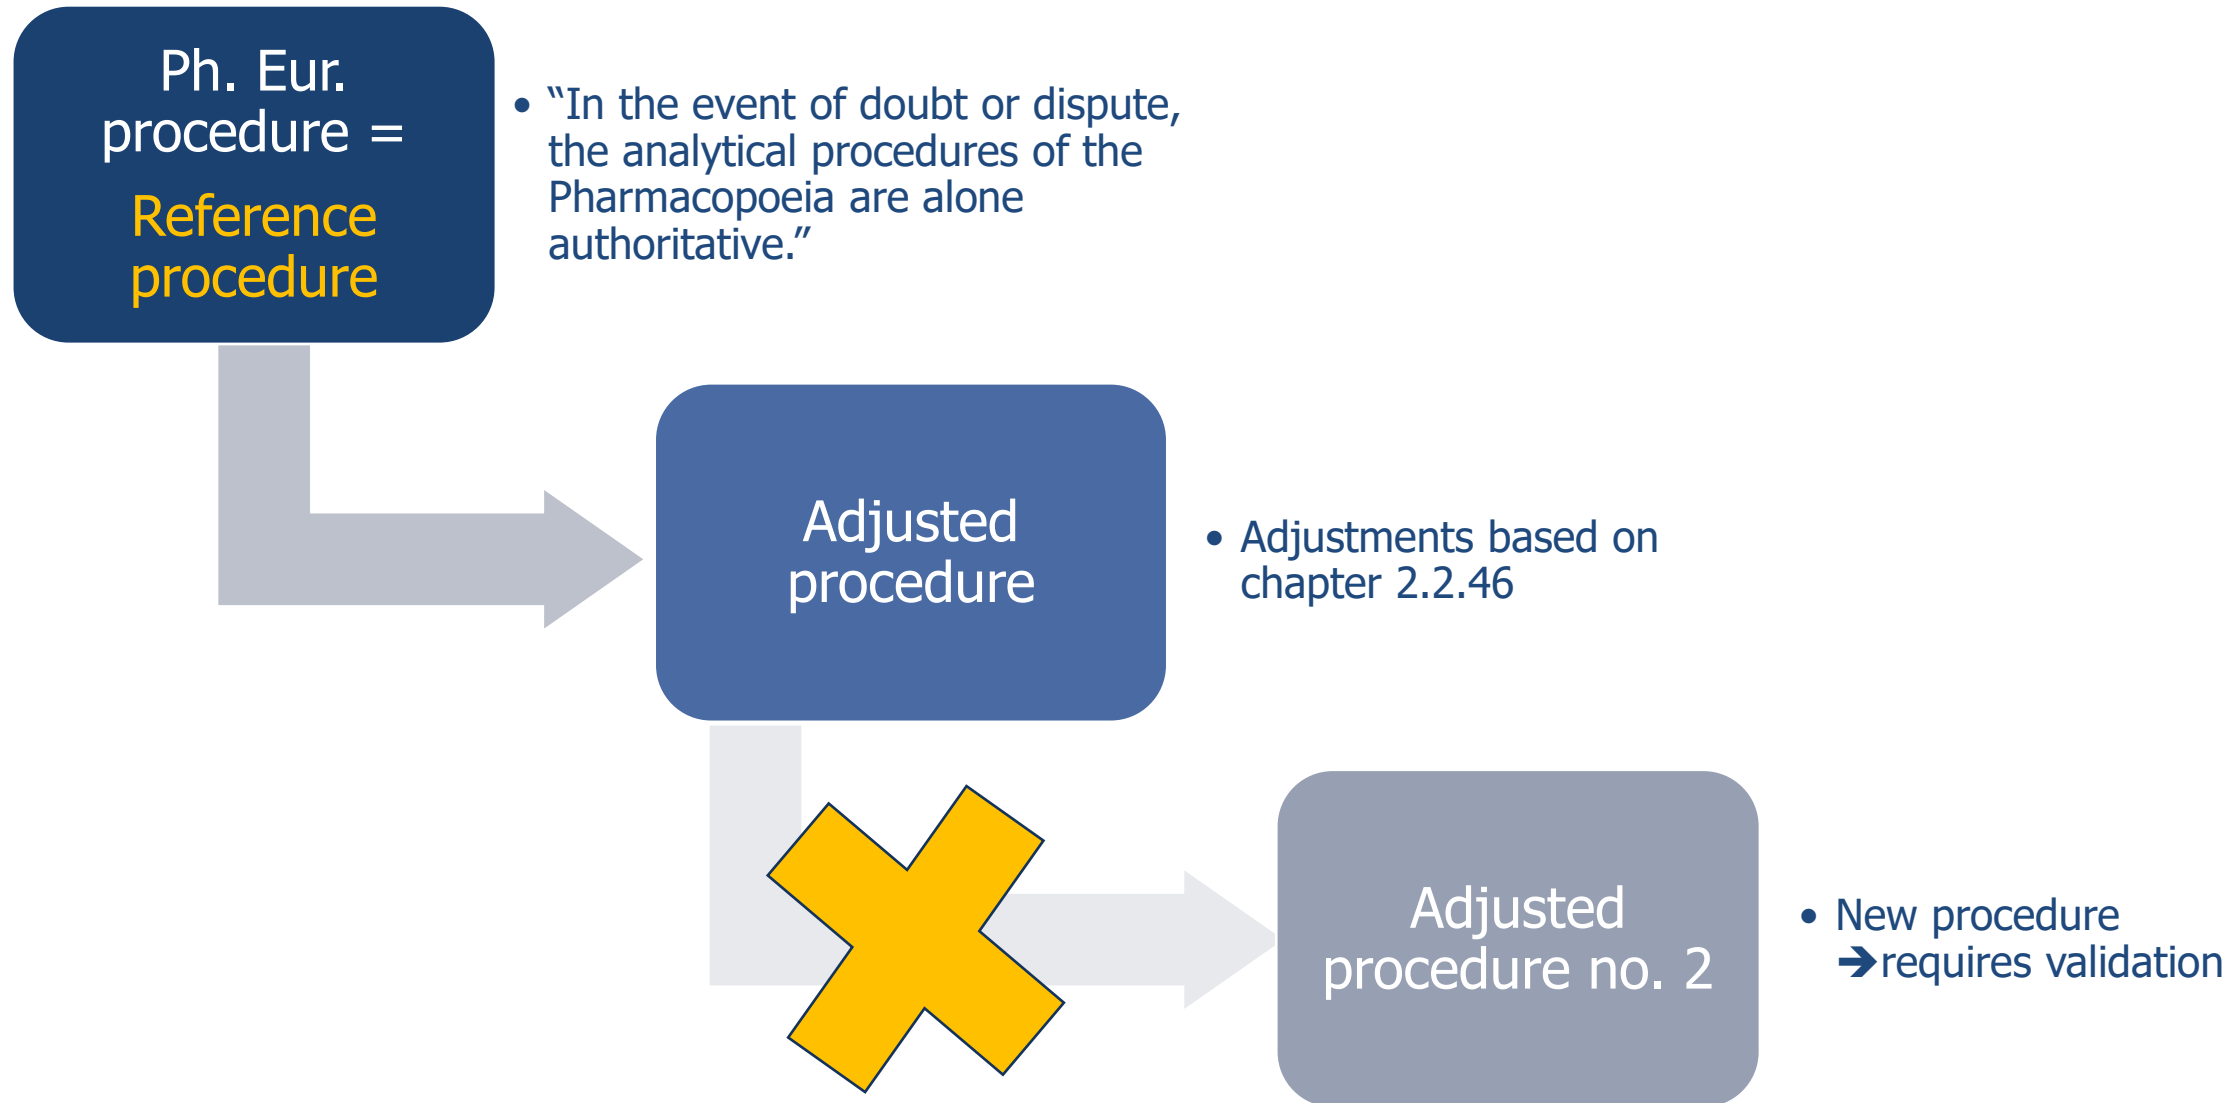 Ph. Eur.
procedure =
Reference
procedure
• “In the event of doubt or dispute,
the analytical procedures of the
Pharmacopoeia are alone
authoritative.”
Adjusted
procedure
• Adjustments based on
chapter 2.2.46
Adjusted
procedure no. 2
• New procedure
➔requires validation